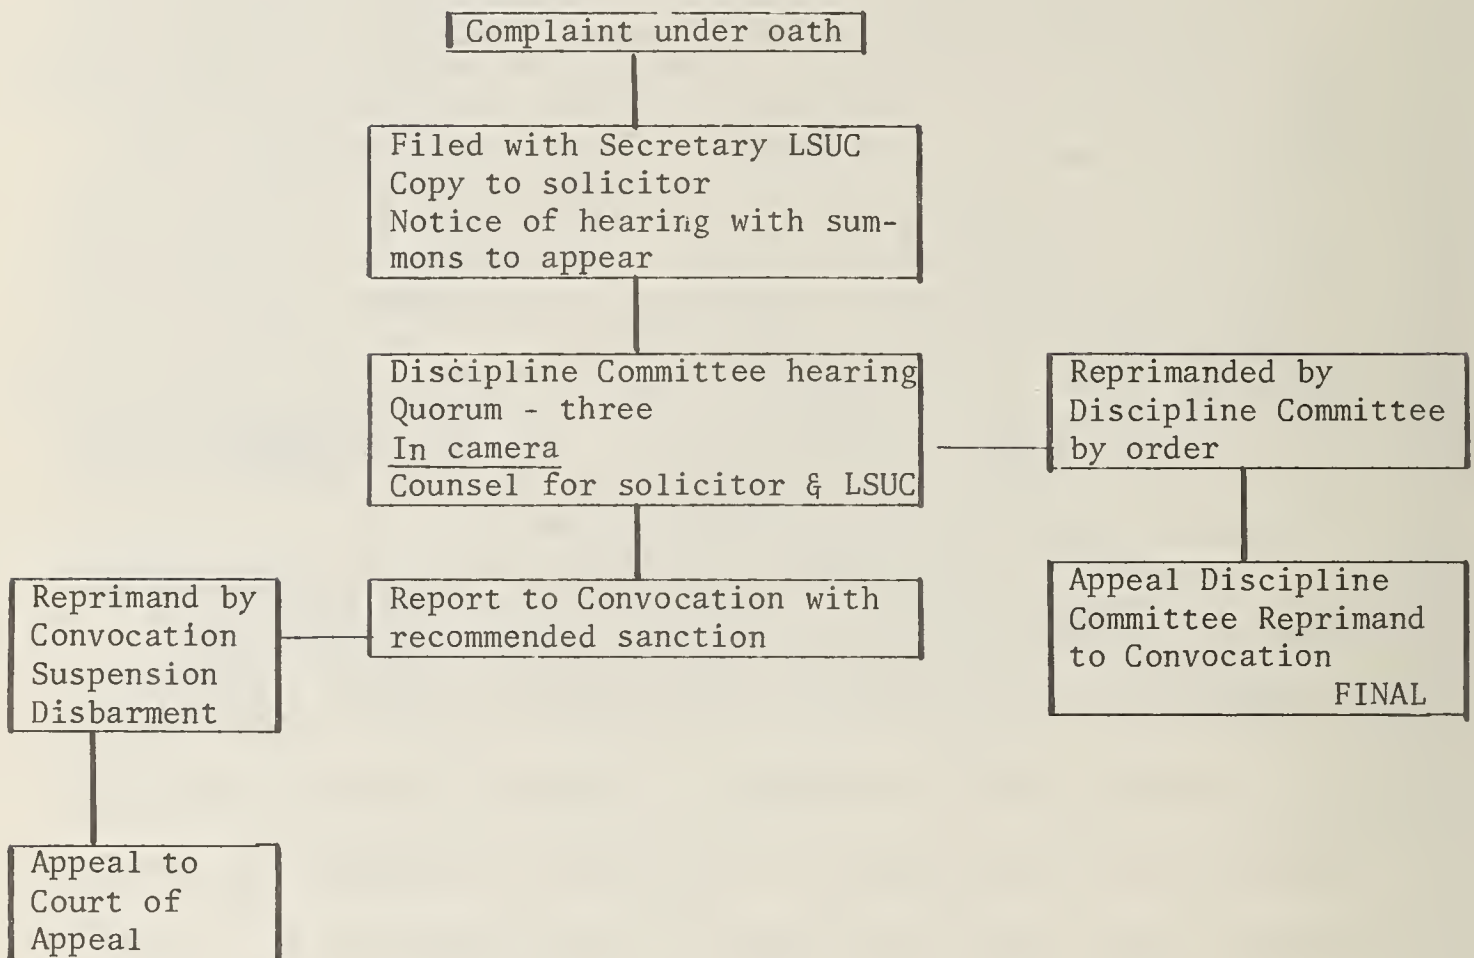 Complaint under oath
Filed with Secretary LSUC
Copy to solicitor
Notice of hearing with sum-
mons to appear
Discipline Committee hearing
Quorum - three
In camera
Counsel for solicitor & LSUC
Reprimanded by
Discipline Committee
by order
Report to Convocation with
recommended sanction
Reprimand by
Convocation
Suspension
Disbarment
Appeal Discipline
Committee Reprimand
to Convocation
FINAL
Appeal to
Court of
Appeal